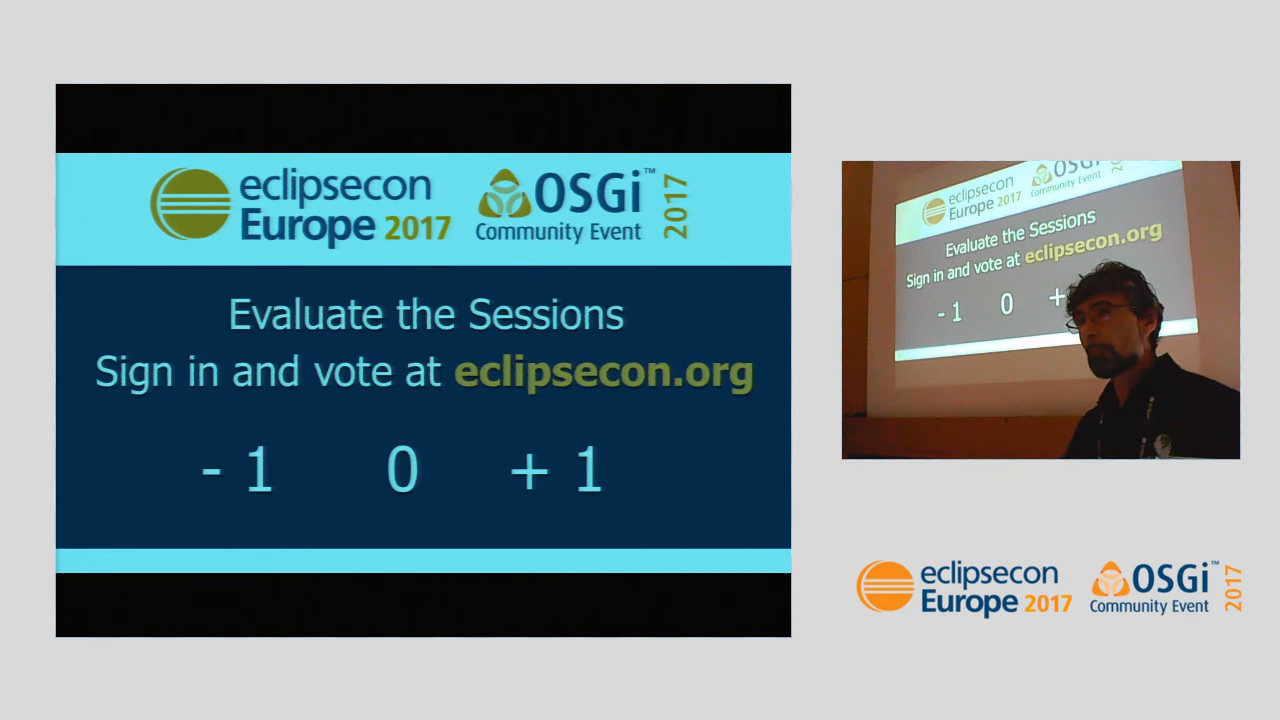 eclipsecon
Europe 2017
OSGi™
Community Event
2017
Evaluate the Sessions
Sign in and vote at eclipsecon.org
- 1 0 + 1
eclipsecon
Europe 2017
OSGi
Community Event
Evaluate the Sessions
Sign in and vote at eclipsecon.org
- 1 0 +
eclipsecon
Europe 2017
OSGi™
Community Event
2017